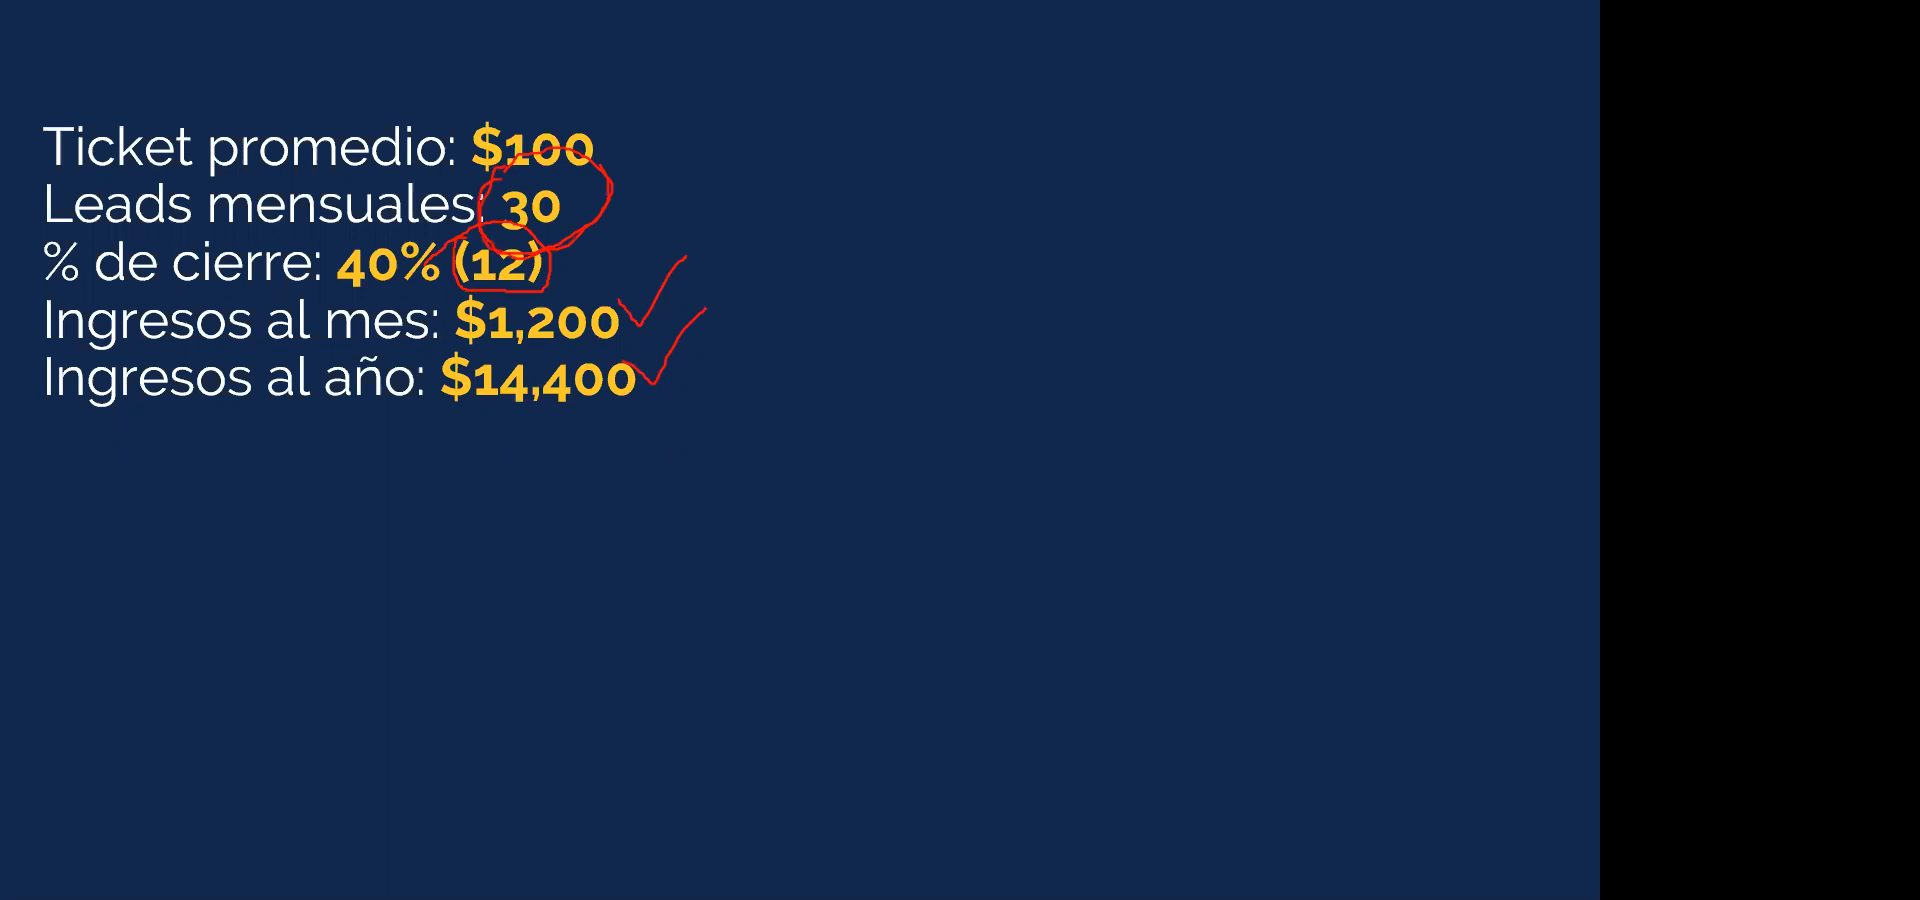 Ticket promedio: $100
Leads mensuales: 30
% de cierre: 40% (12)
Ingresos al mes: $1,200
Ingresos al año: $14,400